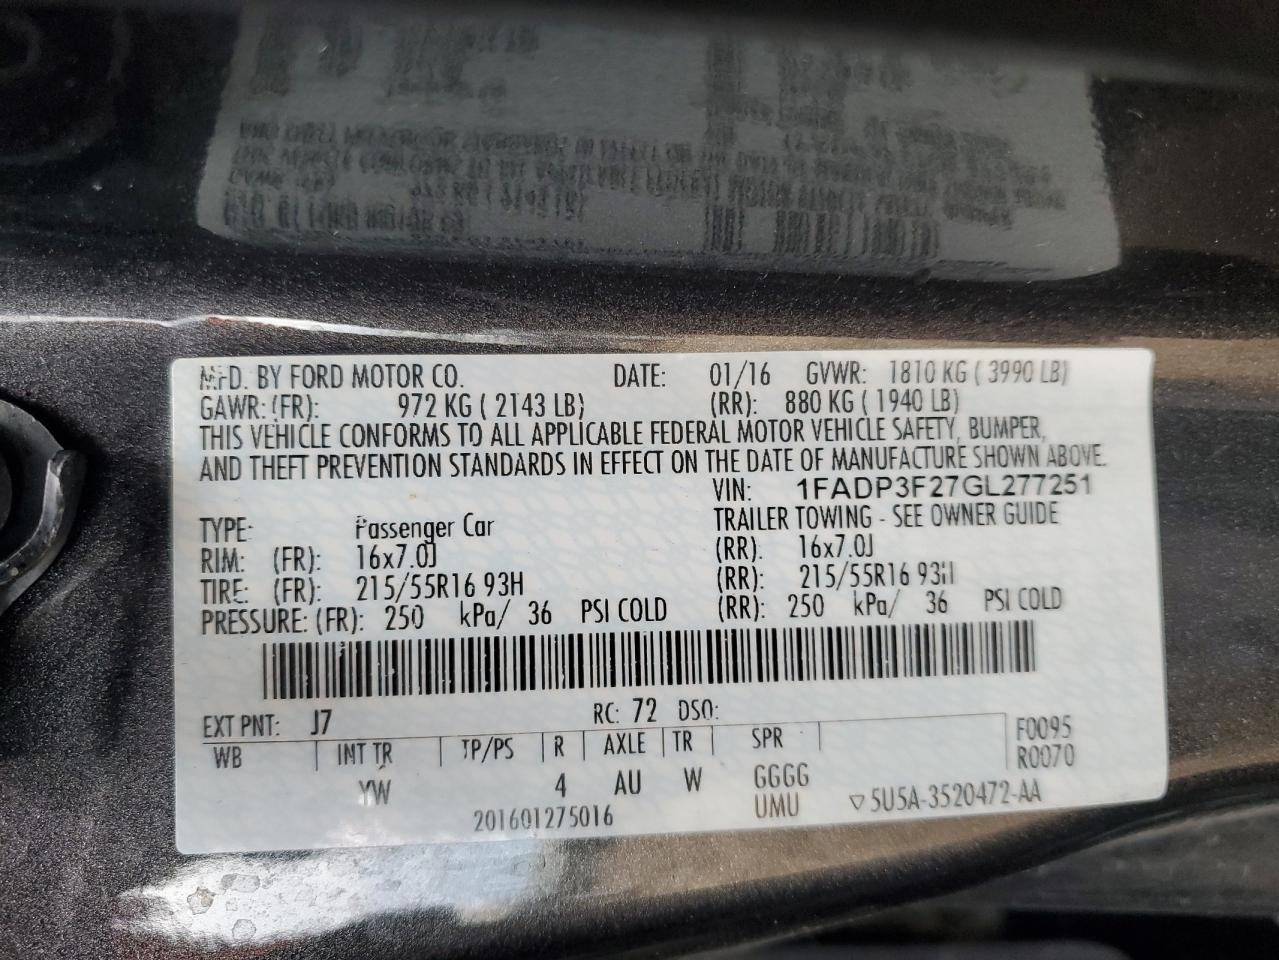 MFD. BY FORD MOTOR CO. DATE: 01/16 GVWR: 1810 KG ( 3990 LB)
GAWR: (FR): 972 KG ( 2143 LB) (RR): 880 KG ( 1940 LB)
THIS VEHICLE CONFORMS TO ALL APPLICABLE FEDERAL MOTOR VEHICLE SAFETY, BUMPER,
AND THEFT PREVENTION STANDARDS IN EFFECT ON THE DATE OF MANUFACTURE SHOWN ABOVE.
VIN: 1FADP3F27GL277251
TYPE: Passenger Car TRAILER TOWING - SEE OWNER GUIDE
RIM: (FR): 16x7.0J (RR): 16x7.0J
TIRE: (FR): 215/55R16 93H (RR): 215/55R16 93H
PRESSURE: (FR): 250 kPa/ 36 PSI COLD (RR): 250 kPa/ 36 PSI COLD
EXT PNT: J7 RC: 72 DSO:
WB INT TR TP/PS R AXLE TR SPR F0095
R0070
YW 4 AU W GGGG
201601275016 UMU ▽5U5A-3520472-AA